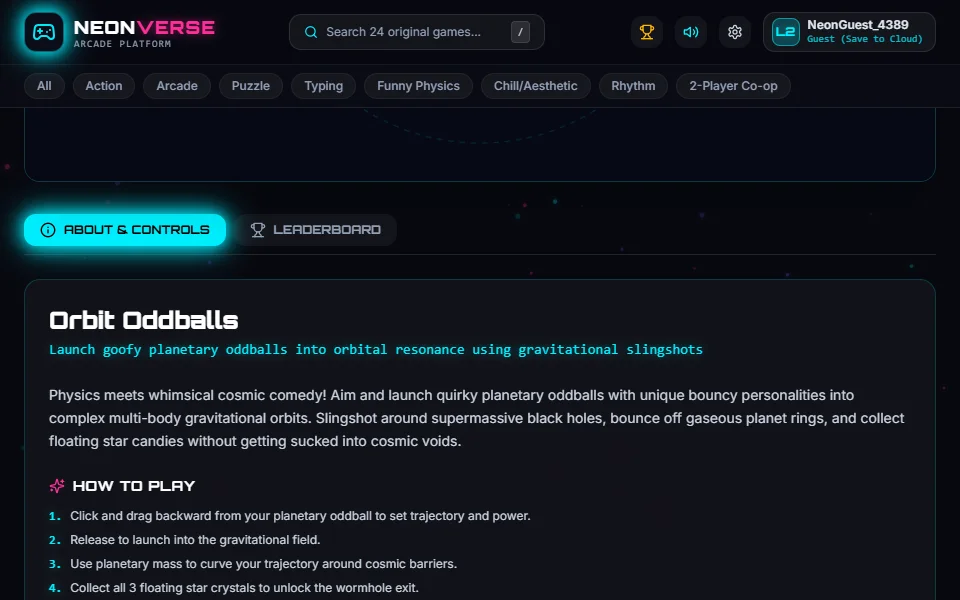 NEONVERSE
ARCADE PLATFORM
Search 24 original games...
/
L2
NeonGuest_4389
Guest (Save to Cloud)
All
Action
Arcade
Puzzle
Typing
Funny Physics
Chill/Aesthetic
Rhythm
2-Player Co-op
ABOUT & CONTROLS
LEADERBOARD
Orbit Oddballs
Launch goofy planetary oddballs into orbital resonance using gravitational slingshots
Physics meets whimsical cosmic comedy! Aim and launch quirky planetary oddballs with unique bouncy personalities into
complex multi-body gravitational orbits. Slingshot around supermassive black holes, bounce off gaseous planet rings, and collect
floating star candies without getting sucked into cosmic voids.
HOW TO PLAY
1. Click and drag backward from your planetary oddball to set trajectory and power.
2. Release to launch into the gravitational field.
3. Use planetary mass to curve your trajectory around cosmic barriers.
4. Collect all 3 floating star crystals to unlock the wormhole exit.